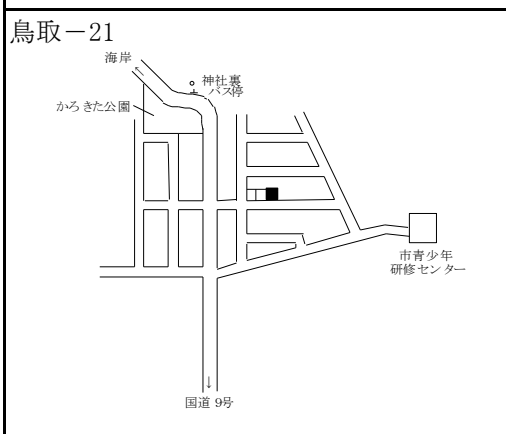 鳥取－21
海岸
神社裏
バス停
かろきた公園
市青少年
研修センター
国道9号